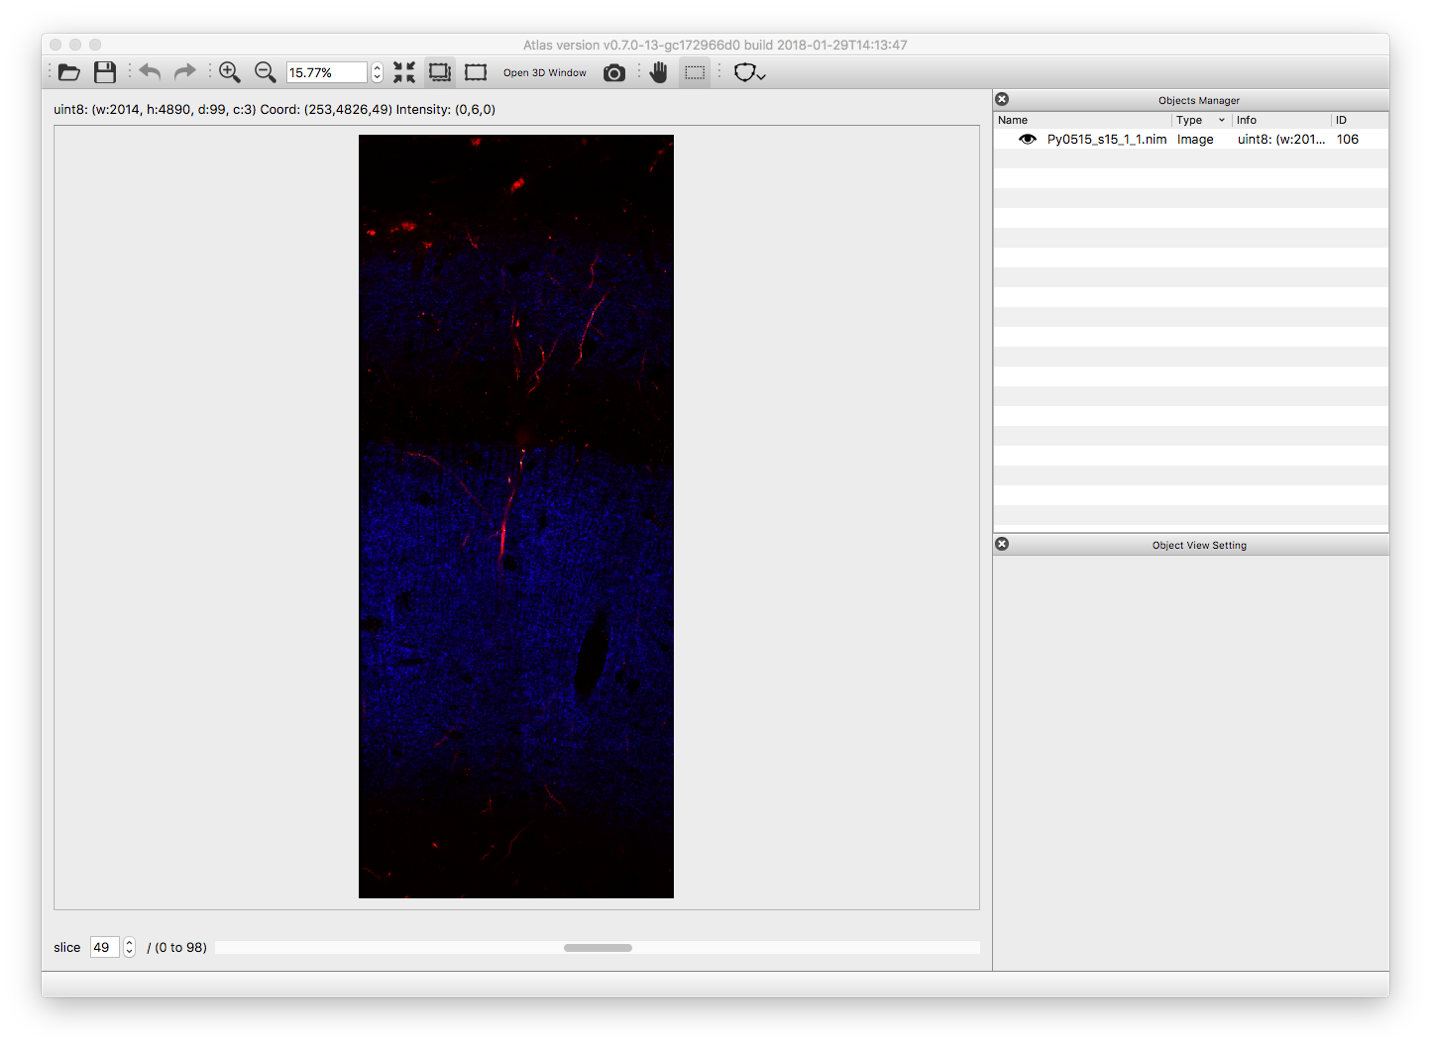 Atlas version v0.7.0-13-gc172966d0 build 2018-01-29T14:13:47
15.77%
Open 3D Window
uint8: (w:2014, h:4890, d:99, c:3) Coord: (253,4826,49) Intensity: (0,6,0)
Objects Manager
Name Type Info ID
Py0515_s15_1_1.nim Image uint8: (w:201... 106
Object View Setting
slice 49 / (0 to 98)